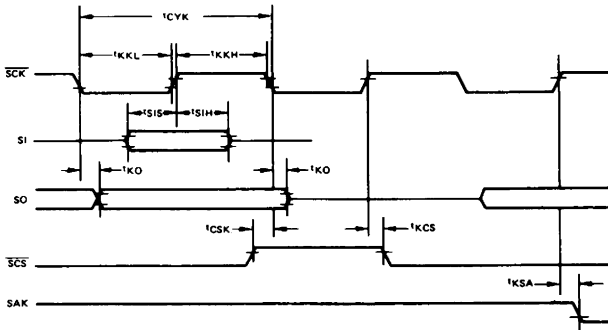 tCYK
tKKL tKKH
SCK
tSIS tSIH
SI
tKO tKO
SO
tCSK tKCS
SCS
tKSA
SAK